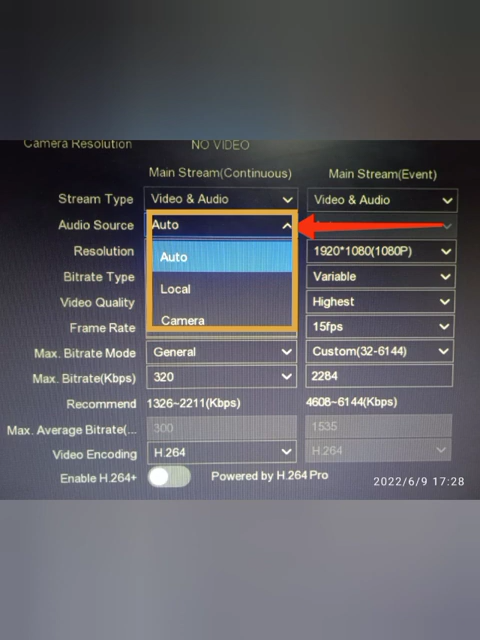 Camera Resolution NO VIDEO
Main Stream(Continuous) Main Stream(Event)
Stream Type Video & Audio Video & Audio
Audio Source Auto
Auto
Local
Camera
Resolution 1920*1080(1080P)
Bitrate Type Variable
Video Quality Highest
Frame Rate 15fps
Max. Bitrate Mode General Custom(32-6144)
Max. Bitrate(Kbps) 320 2284
Recommend 1326~2211(Kbps) 4608~6144(Kbps)
Max. Average Bitrate(... 300 1535
Video Encoding H.264 H.264
Enable H.264+ Powered by H.264 Pro
2022/6/9 17:28